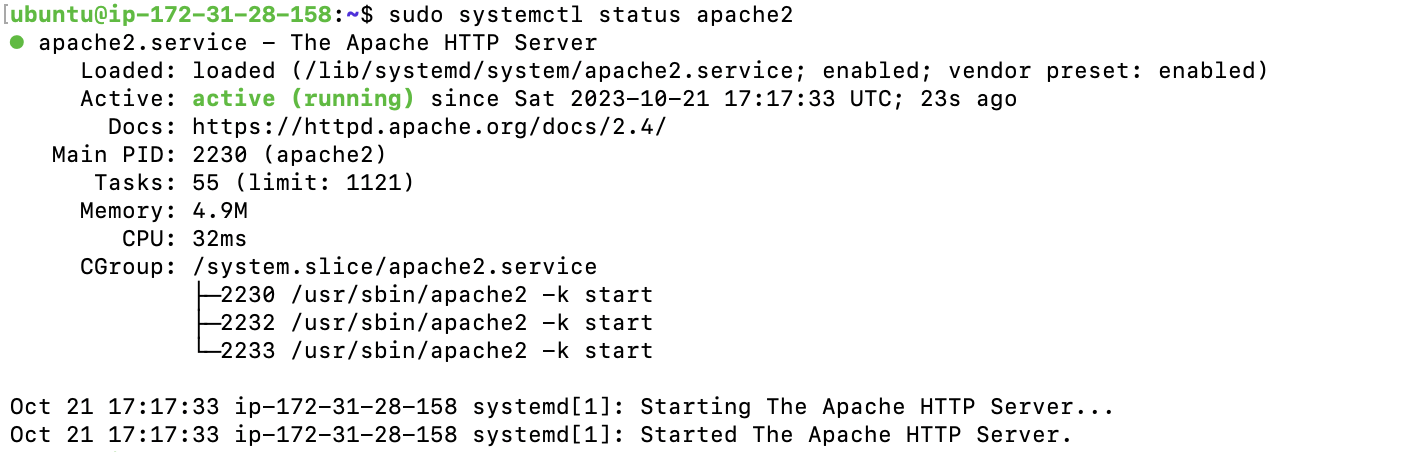 [ubuntu@ip-172-31-28-158:~$ sudo systemctl status apache2
● apache2.service – The Apache HTTP Server
     Loaded: loaded (/lib/systemd/system/apache2.service; enabled; vendor preset: enabled)
     Active: active (running) since Sat 2023-10-21 17:17:33 UTC; 23s ago
       Docs: https://httpd.apache.org/docs/2.4/
   Main PID: 2230 (apache2)
      Tasks: 55 (limit: 1121)
     Memory: 4.9M
        CPU: 32ms
     CGroup: /system.slice/apache2.service
             ├─2230 /usr/sbin/apache2 -k start
             ├─2232 /usr/sbin/apache2 -k start
             └─2233 /usr/sbin/apache2 -k start

Oct 21 17:17:33 ip-172-31-28-158 systemd[1]: Starting The Apache HTTP Server...
Oct 21 17:17:33 ip-172-31-28-158 systemd[1]: Started The Apache HTTP Server.